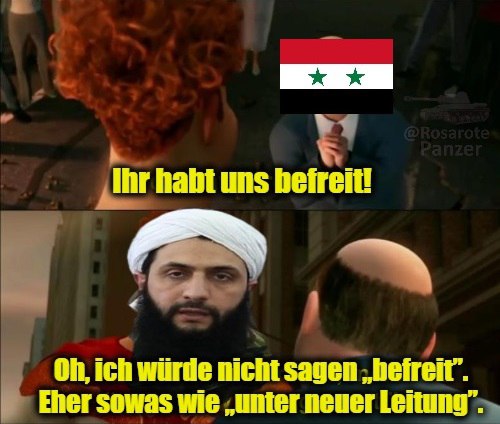 @Rosarote
Panzer
Ihr habt uns befreit!
Oh, ich würde nicht sagen „befreit”.
Eher sowas wie „unter neuer Leitung”.